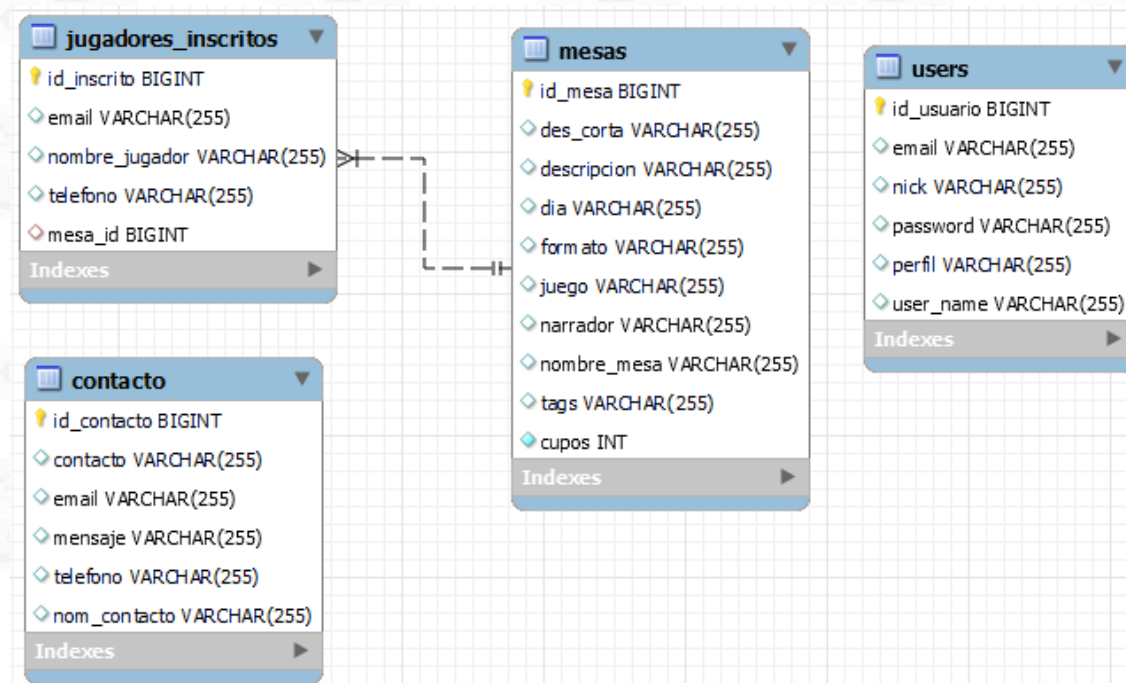 jugadores_inscritos
id_inscrito BIGINT
email VARCHAR(255)
nombre_jugador VARCHAR(255)
telefono VARCHAR(255)
mesa_id BIGINT
Indexes
mesas
id_mesa BIGINT
des_corta VARCHAR(255)
descripcion VARCHAR(255)
dia VARCHAR(255)
formato VARCHAR(255)
juego VARCHAR(255)
narrador VARCHAR(255)
nombre_mesa VARCHAR(255)
tags VARCHAR(255)
cupos INT
Indexes
users
id_usuario BIGINT
email VARCHAR(255)
nick VARCHAR(255)
password VARCHAR(255)
perfil VARCHAR(255)
user_name VARCHAR(255)
Indexes
contacto
id_contacto BIGINT
contacto VARCHAR(255)
email VARCHAR(255)
mensaje VARCHAR(255)
telefono VARCHAR(255)
nom_contacto VARCHAR(255)
Indexes